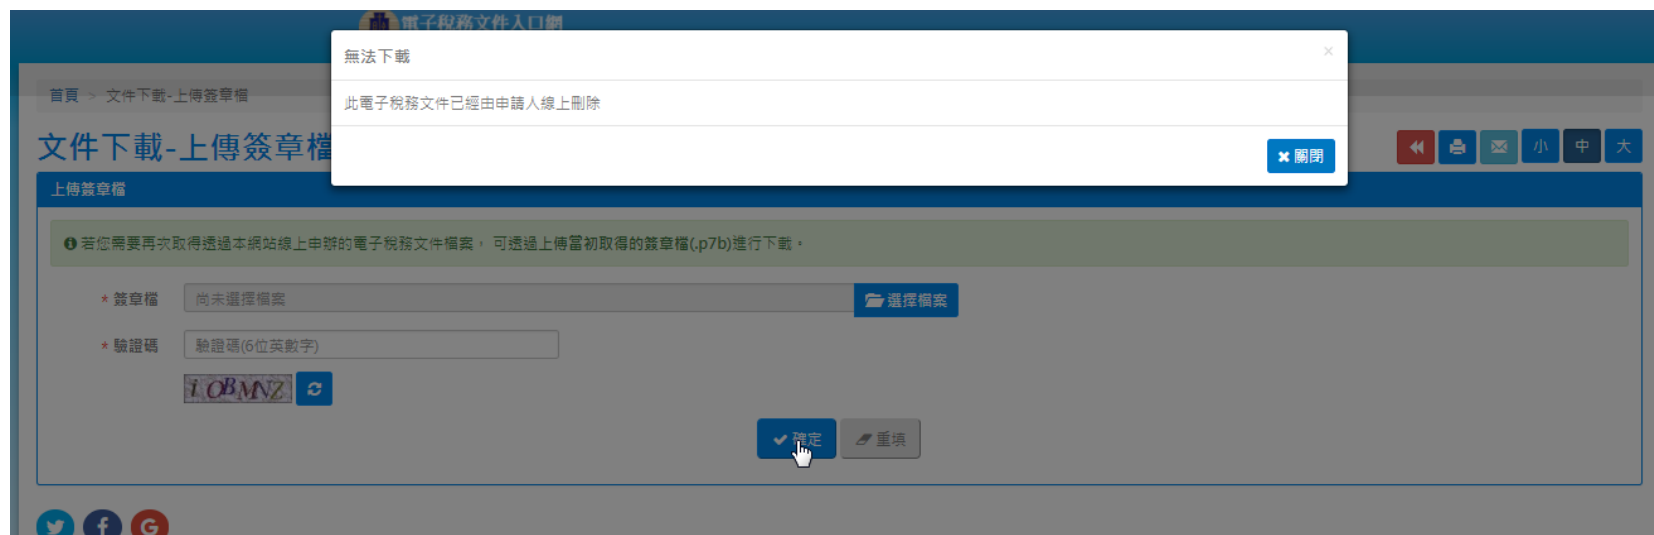 電子稅務文件入口網
無法下載
×
首頁 > 文件下載-上傳簽章檔
此電子稅務文件已經由申請人線上刪除
文件下載-上傳簽章檔
關閉
小 中 大
上傳簽章檔
若您需要再次取得透過本網站線上申辦的電子稅務文件檔案，可透過上傳當初取得的簽章檔(.p7b)進行下載。
* 簽章檔 尚未選擇檔案 選擇檔案
* 驗證碼 驗證碼(6位英數字)
iOBMNZ
確定 重填